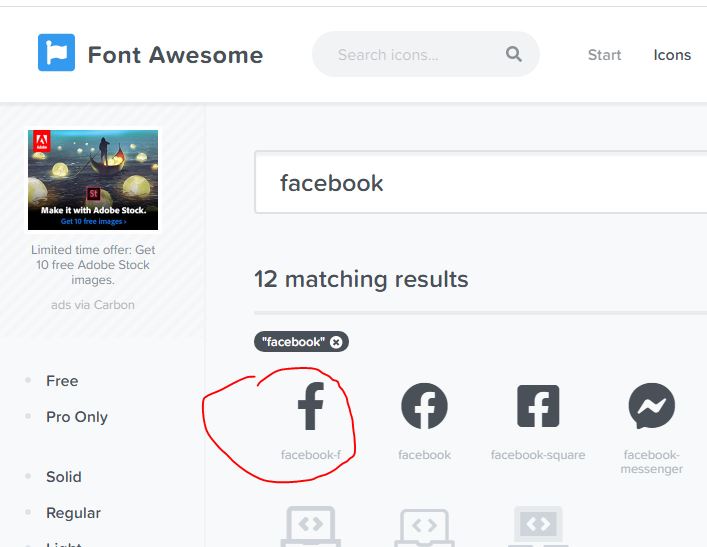 Font Awesome
Search icons...
Start
Icons
Adobe
St
Make it with Adobe Stock.
Get 10 free images ›
Limited time offer: Get
10 free Adobe Stock
images.
ads via Carbon
facebook
12 matching results
"facebook"
Free
Pro Only
Solid
Regular
Light
facebook-f
facebook
facebook-square
facebook-
messenger